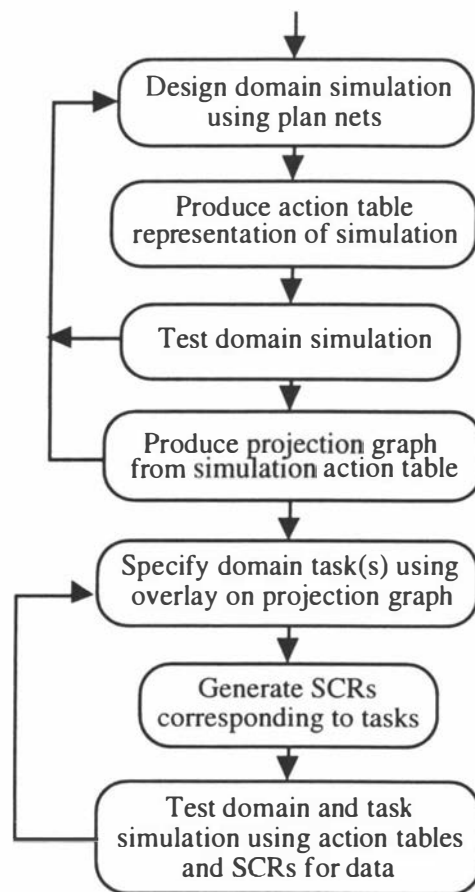 Design domain simulation
using plan nets
Produce action table
representation of simulation
Test domain simulation
Produce projection graph
from simulation action table
Specify domain task(s) using
overlay on projection graph
Generate SCRs
corresponding to tasks
Test domain and task
simulation using action tables
and SCRs for data